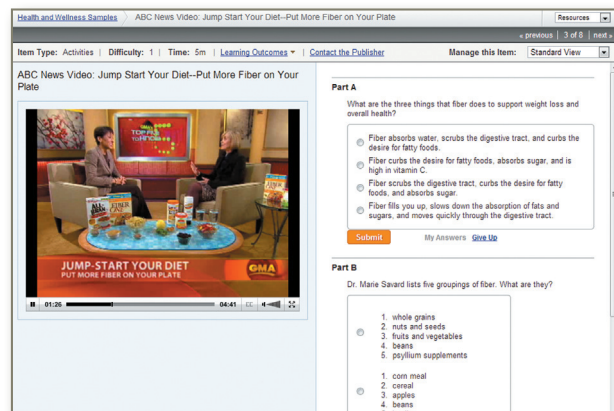 Health and Wellness Samples ABC News Video: Jump Start Your Diet--Put More Fiber on Your Plate Resources
« previous | 3 of 8 | next »
Item Type: Activities | Difficulty: 1 | Time: 5m | Learning Outcomes | Contact the Publisher Manage this Item: Standard View
ABC News Video: Jump Start Your Diet--Put More Fiber on Your
Plate
TOP
TO
ALL-BRAN
FIBER ONE
JUMP-START YOUR DIET
PUT MORE FIBER ON YOUR PLATE
GMA
01:26 04:41
Part A
What are the three things that fiber does to support weight loss and
overall health?
Fiber absorbs water, scrubs the digestive tract, and curbs the
desire for fatty foods.
Fiber curbs the desire for fatty foods, absorbs sugar, and is
high in vitamin C.
Fiber scrubs the digestive tract, curbs the desire for fatty
foods, and absorbs sugar.
Fiber fills you up, slows down the absorption of fats and
sugars, and moves quickly through the digestive tract.
Submit My Answers Give Up
Part B
Dr. Marie Savard lists five groupings of fiber. What are they?
1. whole grains
2. nuts and seeds
3. fruits and vegetables
4. beans
5. psyllium supplements
1. corn meal
2. cereal
3. apples
4. beans